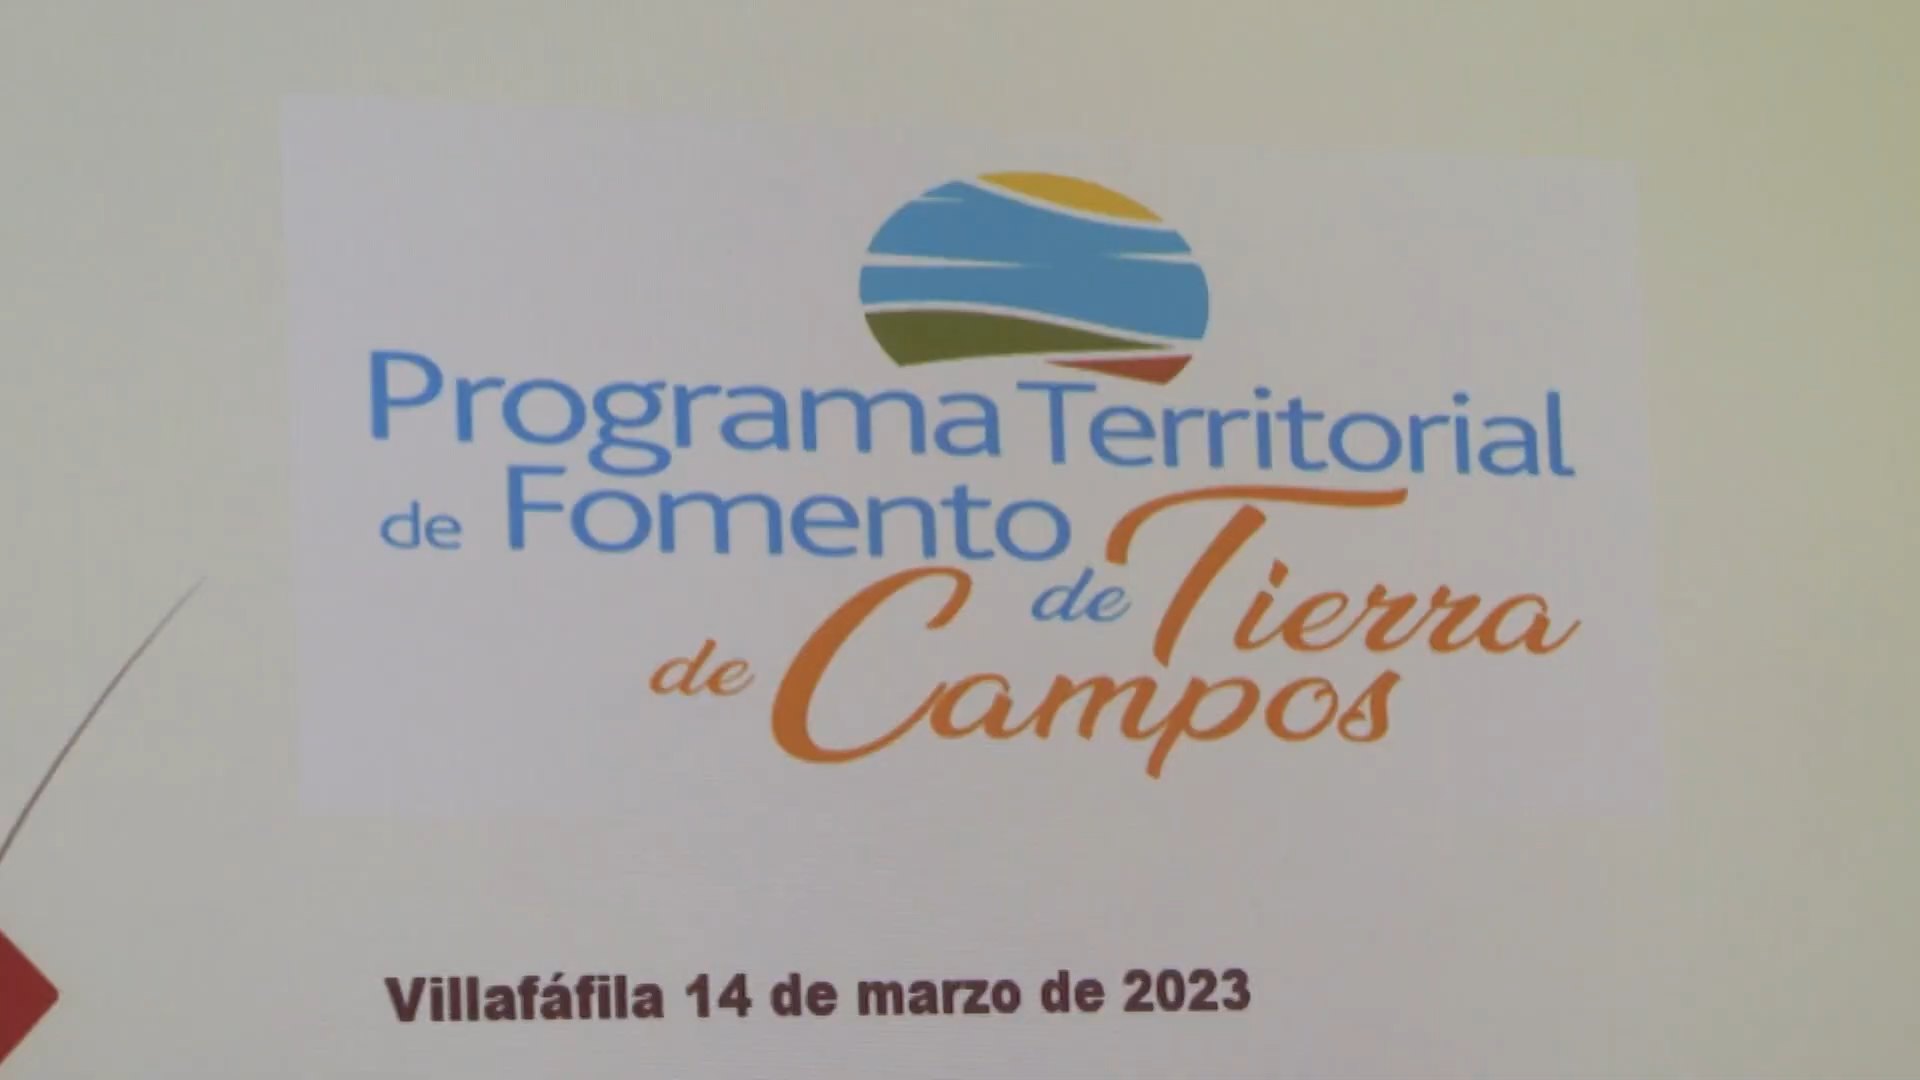 Programa Territorial
de Fomento de Tierra
de Campos
Villafáfila 14 de marzo de 2023